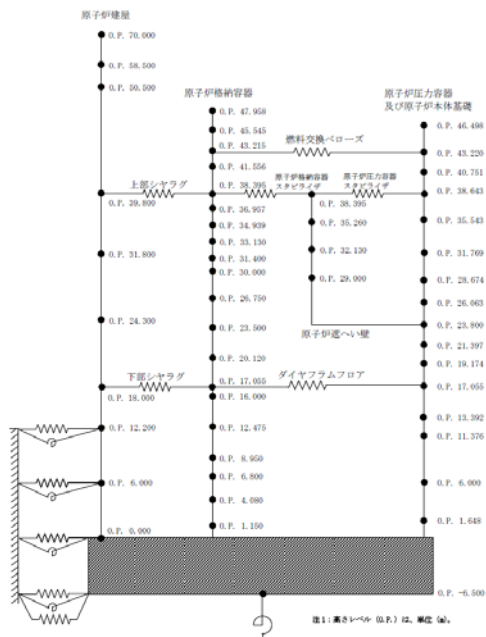 原子炉建屋
O.P. 70.000
O.P. 58.500
O.P. 50.500
O.P. 39.800
O.P. 31.800
O.P. 24.300
O.P. 18.000
O.P. 12.200
O.P. 6.000
O.P. 0.000
上部シヤラグ
下部シヤラグ
原子炉格納容器
O.P. 47.958
O.P. 45.545
O.P. 43.215
O.P. 41.556
O.P. 38.395
O.P. 36.957
O.P. 34.939
O.P. 33.130
O.P. 31.400
O.P. 30.000
O.P. 26.750
O.P. 23.500
O.P. 20.120
O.P. 17.055
O.P. 16.000
O.P. 12.475
O.P. 8.950
O.P. 6.800
O.P. 4.080
O.P. 1.150
燃料交換ベローズ
原子炉格納容器
スタビライザ
原子炉圧力容器
スタビライザ
O.P. 38.395
O.P. 35.260
O.P. 32.130
O.P. 29.000
原子炉遮へい壁
ダイヤフラムフロア
原子炉圧力容器
及び原子炉本体基礎
O.P. 46.498
O.P. 43.220
O.P. 40.751
O.P. 38.643
O.P. 35.543
O.P. 31.769
O.P. 28.674
O.P. 26.063
O.P. 23.800
O.P. 21.397
O.P. 19.174
O.P. 17.055
O.P. 13.392
O.P. 11.376
O.P. 6.000
O.P. 1.648
O.P. -6.500
注1：高さレベル（O.P.）は、単位（m）。